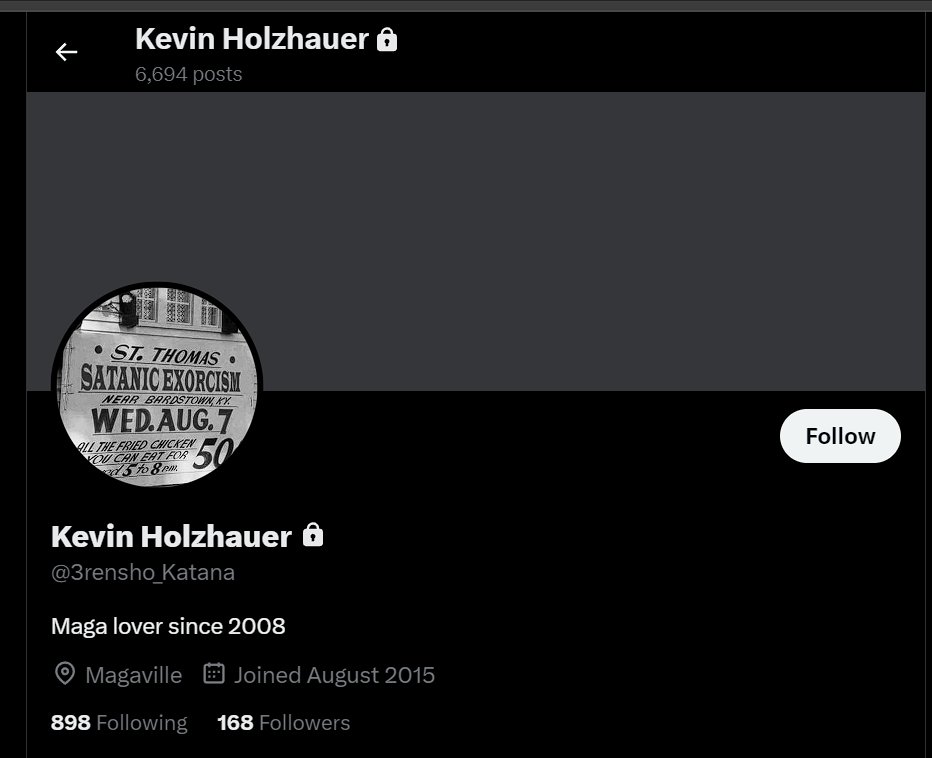 Kevin Holzhauer
6,694 posts
• ST. THOMAS •
SATANIC EXORCISM
NEAR BARDSTOWN, KY.
WED. AUG. 7
ALL THE FRIED CHICKEN
YOU CAN EAT FOR 50
5 to 8 P.M.
Follow
Kevin Holzhauer
@3rensho_Katana
Maga lover since 2008
Magaville Joined August 2015
898 Following 168 Followers